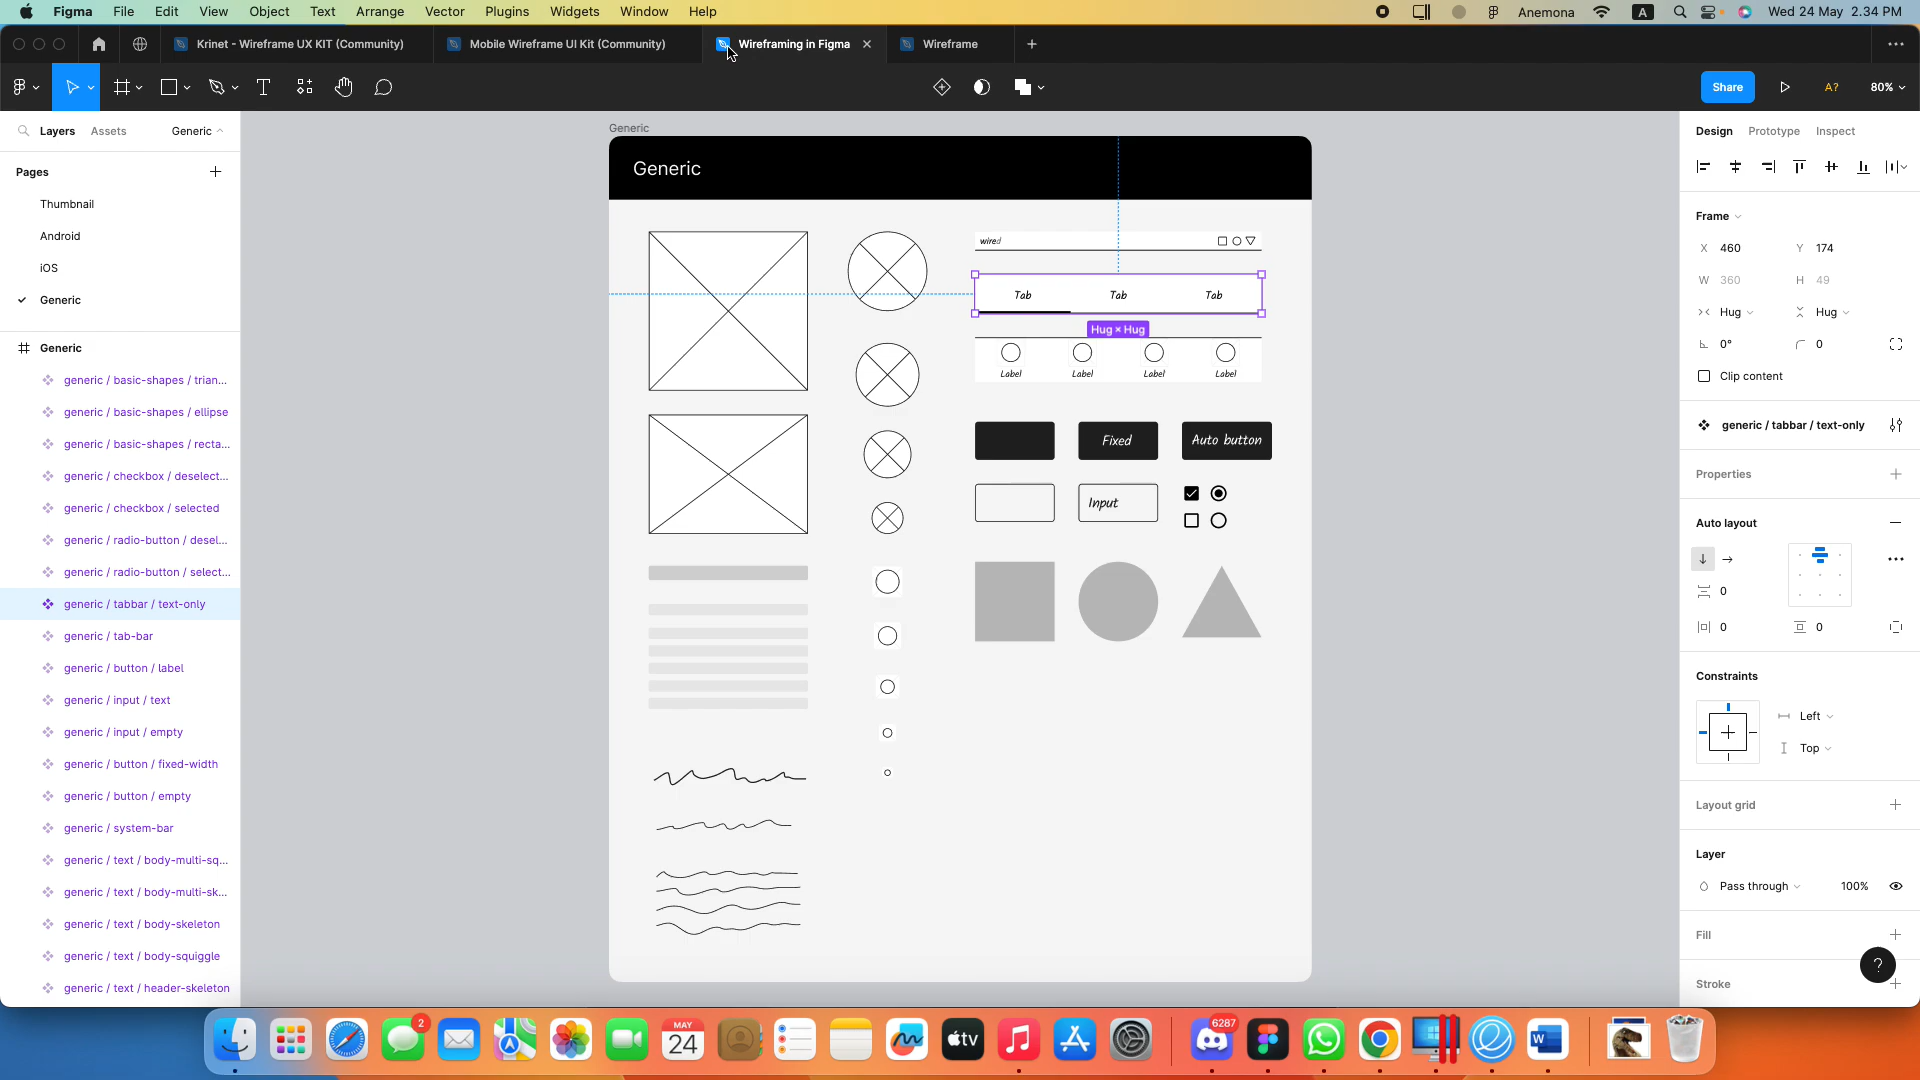 Figma File Edit View Object Text Arrange Vector Plugins Widgets Window Help Anemona A Wed 24 May 2.34 PM
Krinet - Wireframe UX KIT (Community) Mobile Wireframe UI Kit (Community) Wireframing in Figma Wireframe
Share A? 80%
Layers Assets Generic
Pages
Thumbnail
Android
iOS
Generic
Generic
generic / basic-shapes / trian...
generic / basic-shapes / ellipse
generic / basic-shapes / recta...
generic / checkbox / deselect...
generic / checkbox / selected
generic / radio-button / desel...
generic / radio-button / select...
generic / tabbar / text-only
generic / tab-bar
generic / button / label
generic / input / text
generic / input / empty
generic / button / fixed-width
generic / button / empty
generic / system-bar
generic / text / body-multi-sq...
generic / text / body-multi-sk...
generic / text / body-skeleton
generic / text / body-squiggle
generic / text / header-skeleton
Generic
Generic
wired
Tab Tab Tab
Hug × Hug
Label Label Label Label
Fixed Auto button
Input
Design Prototype Inspect
Frame
X 460 Y 174
W 360 H 49
Hug Hug
0° 0
Clip content
generic / tabbar / text-only
Properties
Auto layout
0
0 0
Constraints
Left
Top
Layout grid
Layer
Pass through 100%
Fill
?
Stroke
2 MAY 24 tv 6287 W